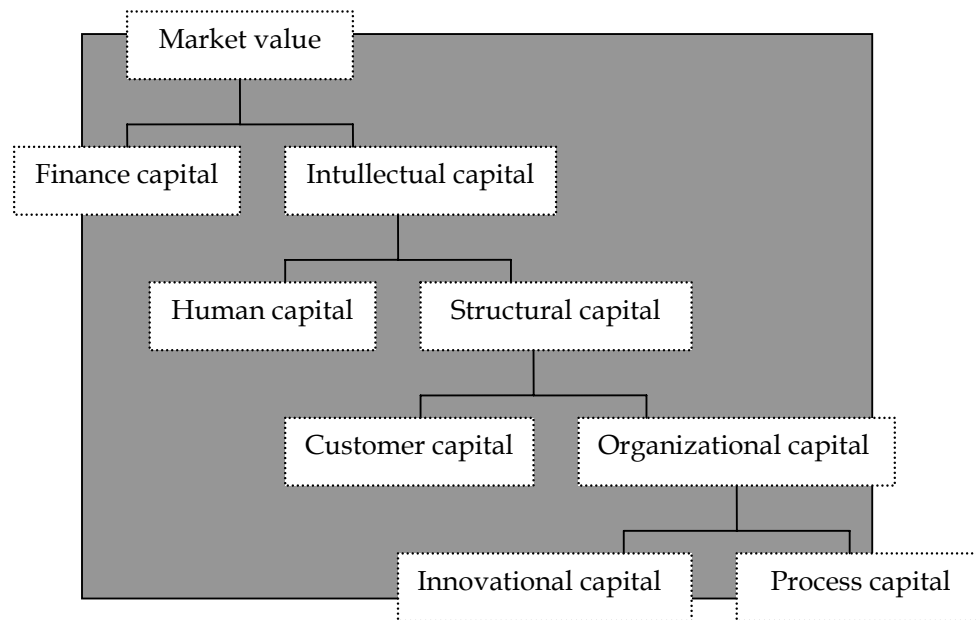 Market value
Finance capital
Intullectual capital
Human capital
Structural capital
Customer capital
Organizational capital
Innovational capital
Process capital